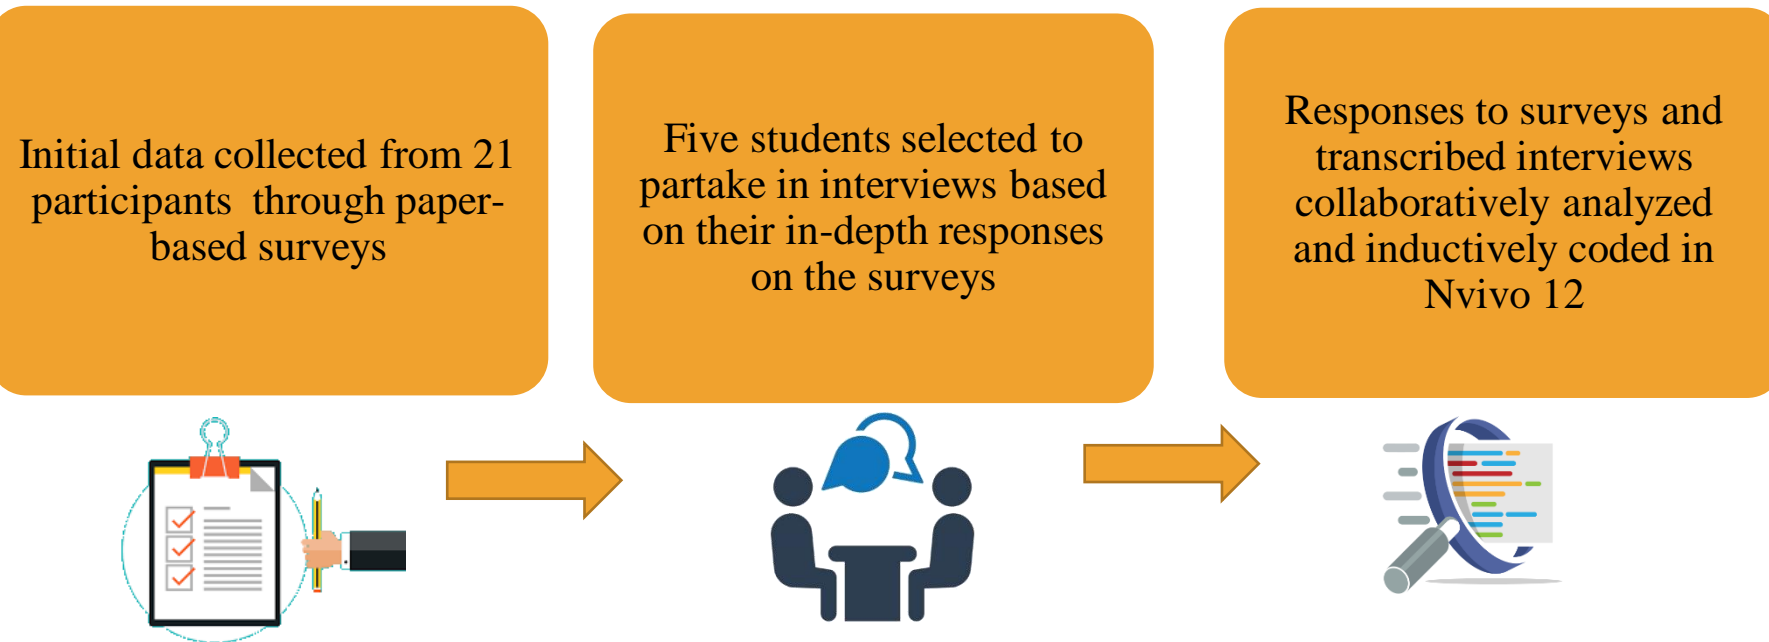 Initial data collected from 21
participants through paper-
based surveys
Five students selected to
partake in interviews based
on their in-depth responses
on the surveys
Responses to surveys and
transcribed interviews
collaboratively analyzed
and inductively coded in
Nvivo 12